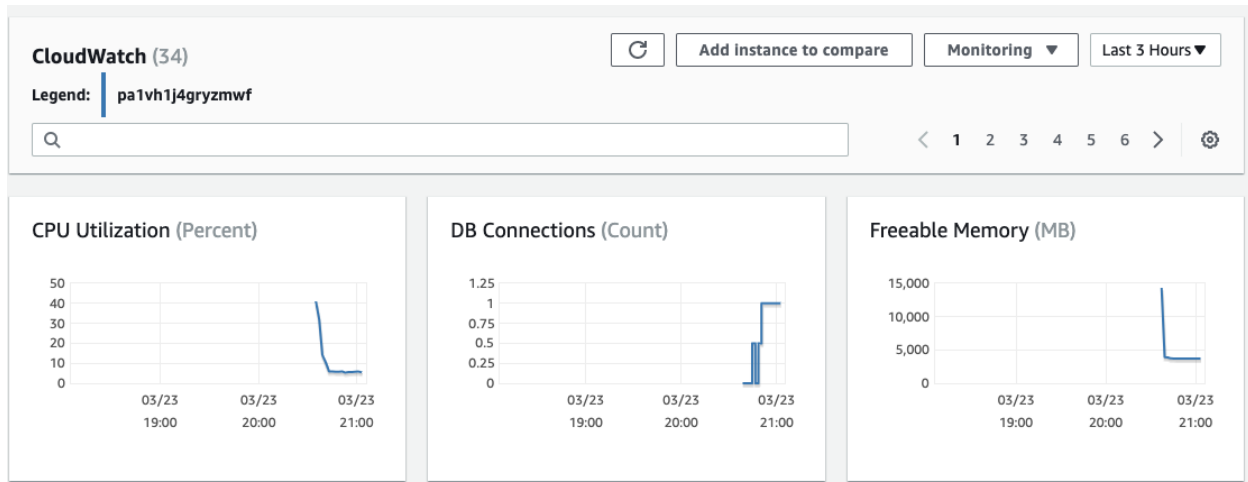 CloudWatch (34)
Add instance to compare
Monitoring ▼
Last 3 Hours▼
Legend: pa1vh1j4gryzmwf
1 2 3 4 5 6
CPU Utilization (Percent)
50
40
30
20
10
0
03/23 03/23 03/23
19:00 20:00 21:00
DB Connections (Count)
1.25
1
0.75
0.5
0.25
0
03/23 03/23 03/23
19:00 20:00 21:00
Freeable Memory (MB)
15,000
10,000
5,000
0
03/23 03/23 03/23
19:00 20:00 21:00